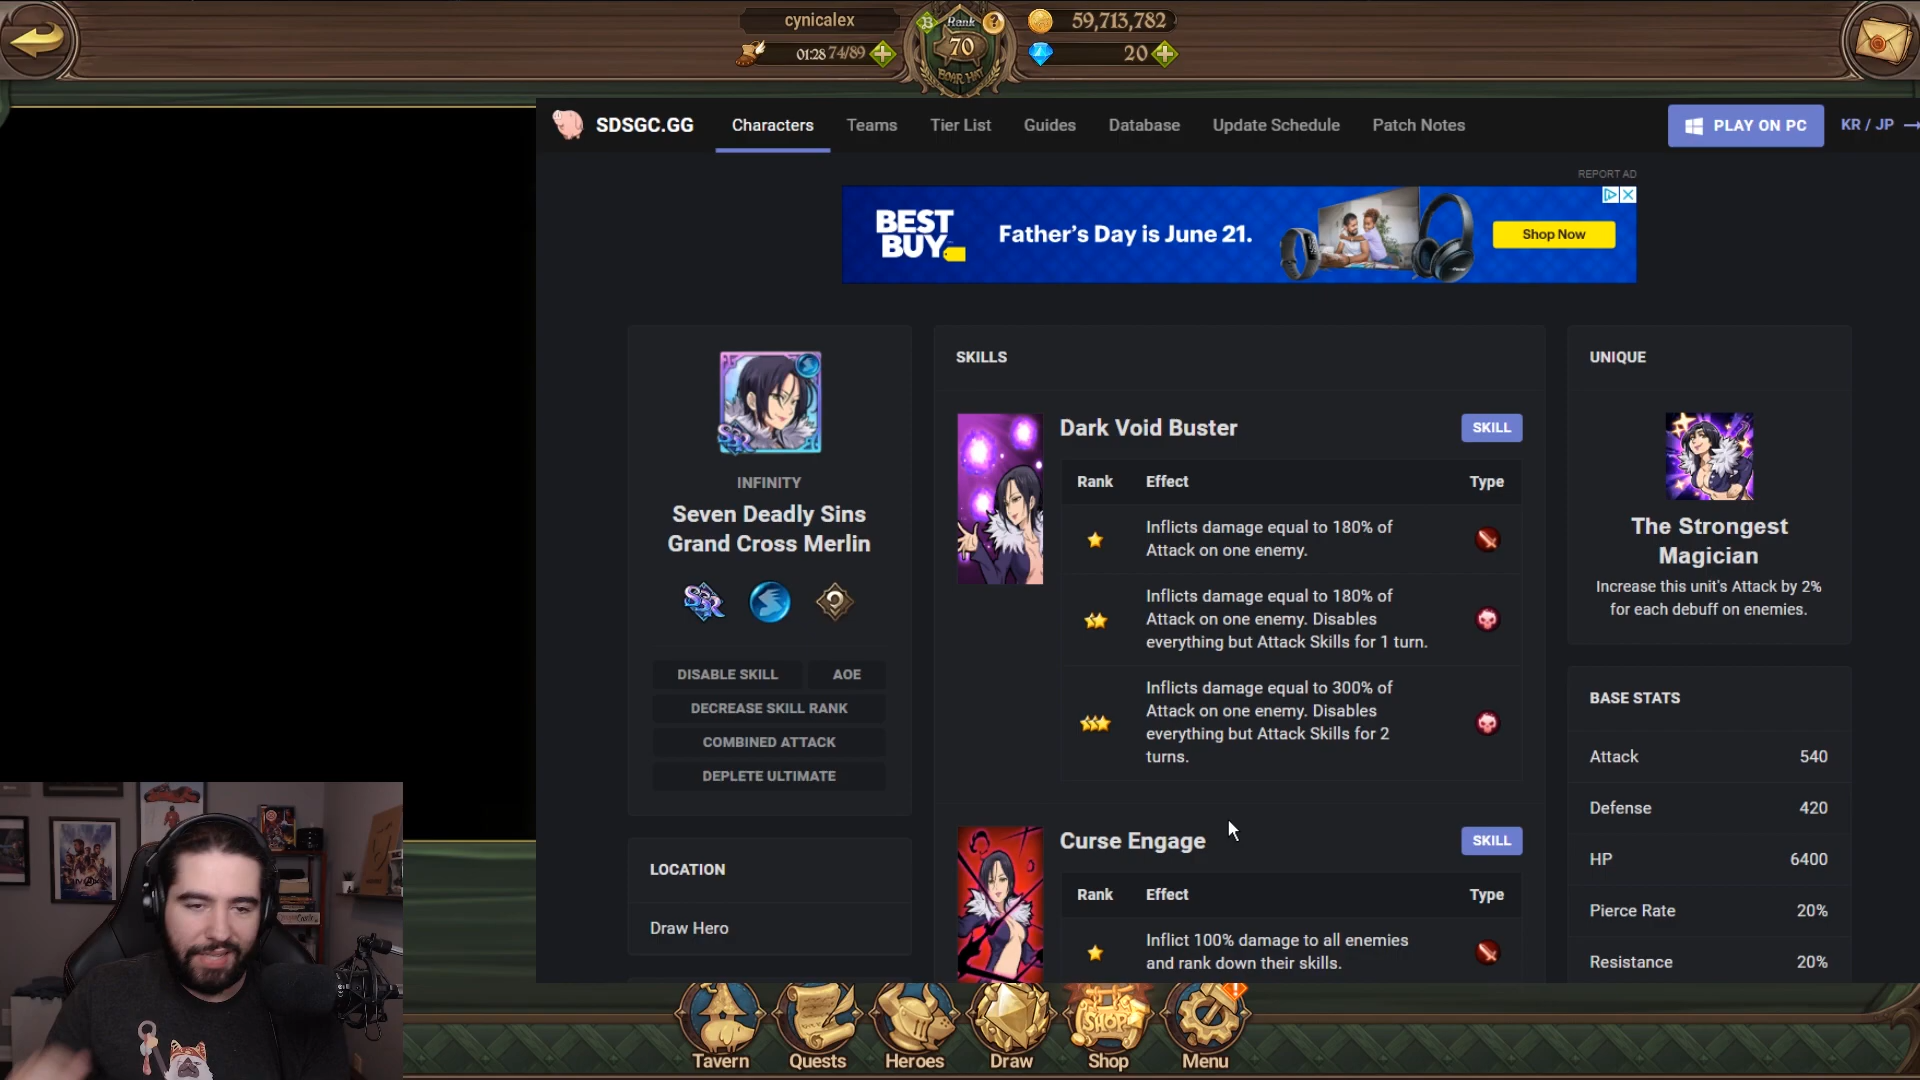 cynicalex
01:28 74/89
Rank
70
BOAR HAT
59,713,782
20
SDSGC.GG
Characters
Teams
Tier List
Guides
Database
Update Schedule
Patch Notes
PLAY ON PC
KR / JP
REPORT AD
BEST BUY
Father's Day is June 21.
Shop Now
SSR
INFINITY
Seven Deadly Sins
Grand Cross Merlin
SSR
DISABLE SKILL
AOE
DECREASE SKILL RANK
COMBINED ATTACK
DEPLETE ULTIMATE
LOCATION
Draw Hero
SKILLS
Dark Void Buster
SKILL
Rank Effect Type
Inflicts damage equal to 180% of
Attack on one enemy.
Inflicts damage equal to 180% of
Attack on one enemy. Disables
everything but Attack Skills for 1 turn.
Inflicts damage equal to 300% of
Attack on one enemy. Disables
everything but Attack Skills for 2
turns.
Curse Engage
SKILL
Rank Effect Type
Inflict 100% damage to all enemies
and rank down their skills.
UNIQUE
The Strongest
Magician
Increase this unit's Attack by 2%
for each debuff on enemies.
BASE STATS
Attack 540
Defense 420
HP 6400
Pierce Rate 20%
Resistance 20%
Tavern
Quests
Heroes
Draw
SHOP
Shop
Menu